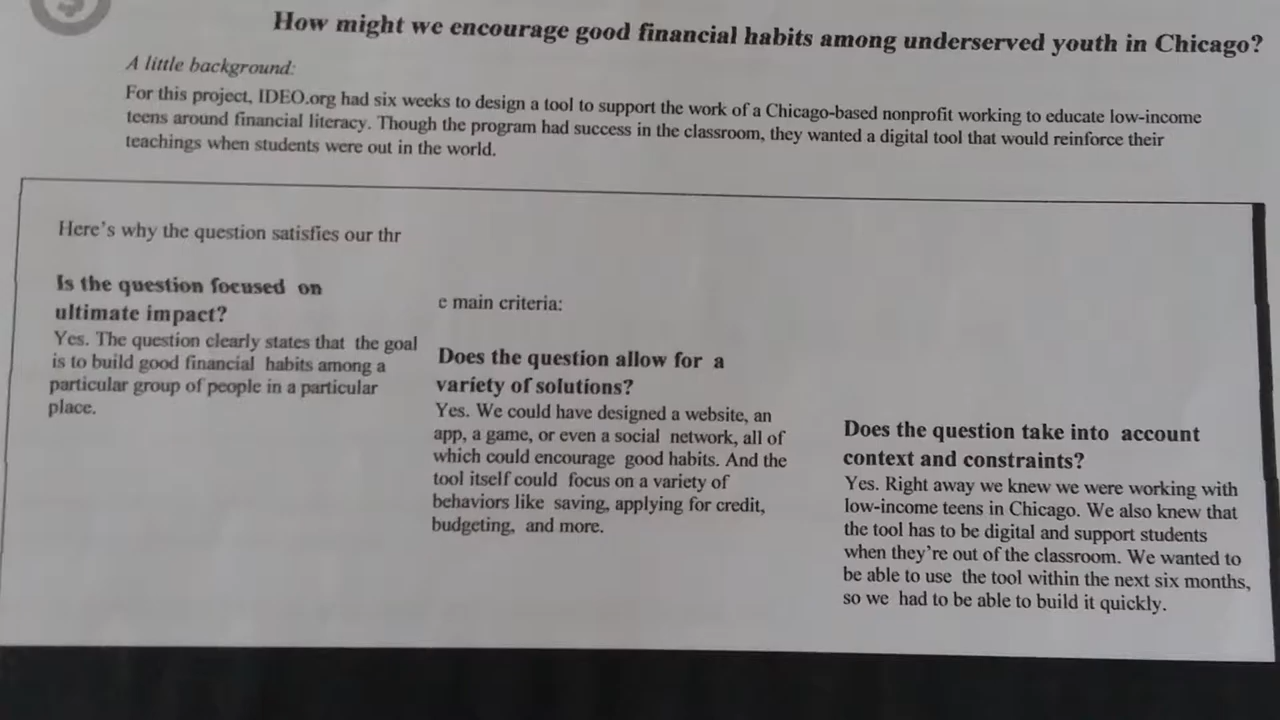 How might we encourage good financial habits among underserved youth in Chicago?
A little background:
For this project, IDEO.org had six weeks to design a tool to support the work of a Chicago-based nonprofit working to educate low-income
teens around financial literacy. Though the program had success in the classroom, they wanted a digital tool that would reinforce their
teachings when students were out in the world.
Here's why the question satisfies our thr
Is the question focused on
ultimate impact?
Yes. The question clearly states that the goal
is to build good financial habits among a
particular group of people in a particular
place.
e main criteria:
Does the question allow for a
variety of solutions?
Yes. We could have designed a website, an
app, a game, or even a social network, all of
which could encourage good habits. And the
tool itself could focus on a variety of
behaviors like saving, applying for credit,
budgeting, and more.
Does the question take into account
context and constraints?
Yes. Right away we knew we were working with
low-income teens in Chicago. We also knew that
the tool has to be digital and support students
when they're out of the classroom. We wanted to
be able to use the tool within the next six months,
so we had to be able to build it quickly.